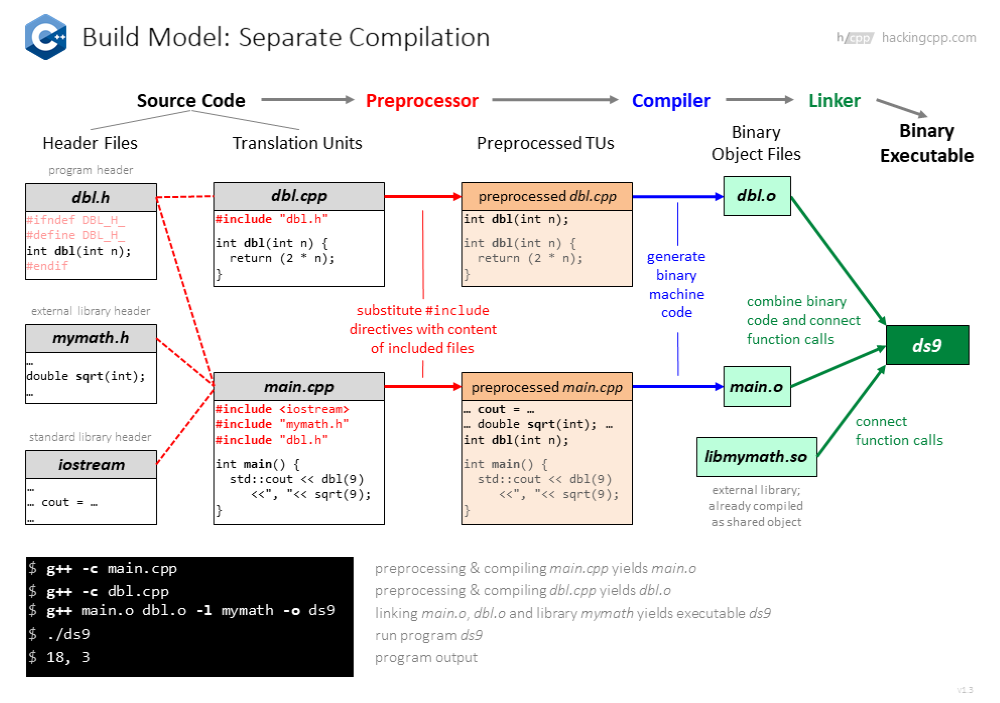 C++
Build Model: Separate Compilation
h/cpp hackingcpp.com
Source Code
Preprocessor
Compiler
Linker
Binary
Executable
Header Files
Translation Units
Preprocessed TUs
Binary
Object Files
program header
dbl.h
#ifndef DBL_H_
#define DBL_H_
int dbl(int n);
#endif
dbl.cpp
#include "dbl.h"
int dbl(int n) {
return (2 * n);
}
preprocessed dbl.cpp
int dbl(int n);
int dbl(int n) {
return (2 * n);
}
dbl.o
substitute #include
directives with content
of included files
generate
binary
machine
code
combine binary
code and connect
function calls
ds9
external library header
mymath.h
…
double sqrt(int);
…
standard library header
iostream
…
… cout = …
…
main.cpp
#include <iostream>
#include "mymath.h"
#include "dbl.h"
int main() {
std::cout << dbl(9)
<<", "<< sqrt(9);
}
preprocessed main.cpp
… cout = …
… double sqrt(int); …
int dbl(int n);
int main() {
std::cout << dbl(9)
<<", "<< sqrt(9);
}
main.o
libmymath.so
external library;
already compiled
as shared object
connect
function calls
$ g++ -c main.cpp
$ g++ -c dbl.cpp
$ g++ main.o dbl.o -l mymath -o ds9
$ ./ds9
$ 18, 3
preprocessing & compiling main.cpp yields main.o
preprocessing & compiling dbl.cpp yields dbl.o
linking main.o, dbl.o and library mymath yields executable ds9
run program ds9
program output
v1.3